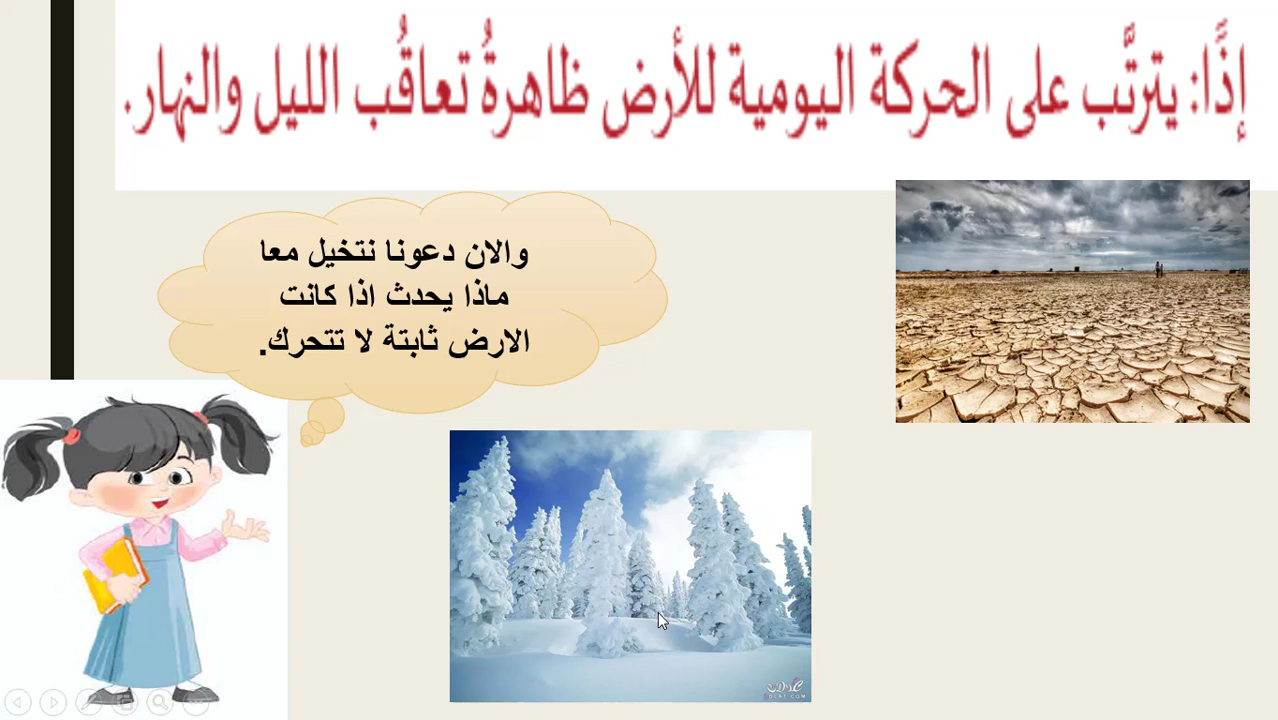 إذًا: يترتَّب على الحركة اليومية للأرض ظاهرةُ تعاقُب الليل والنهار.
والان دعونا نتخيل معا
ماذا يحدث اذا كانت
الارض ثابتة لا تتحرك.